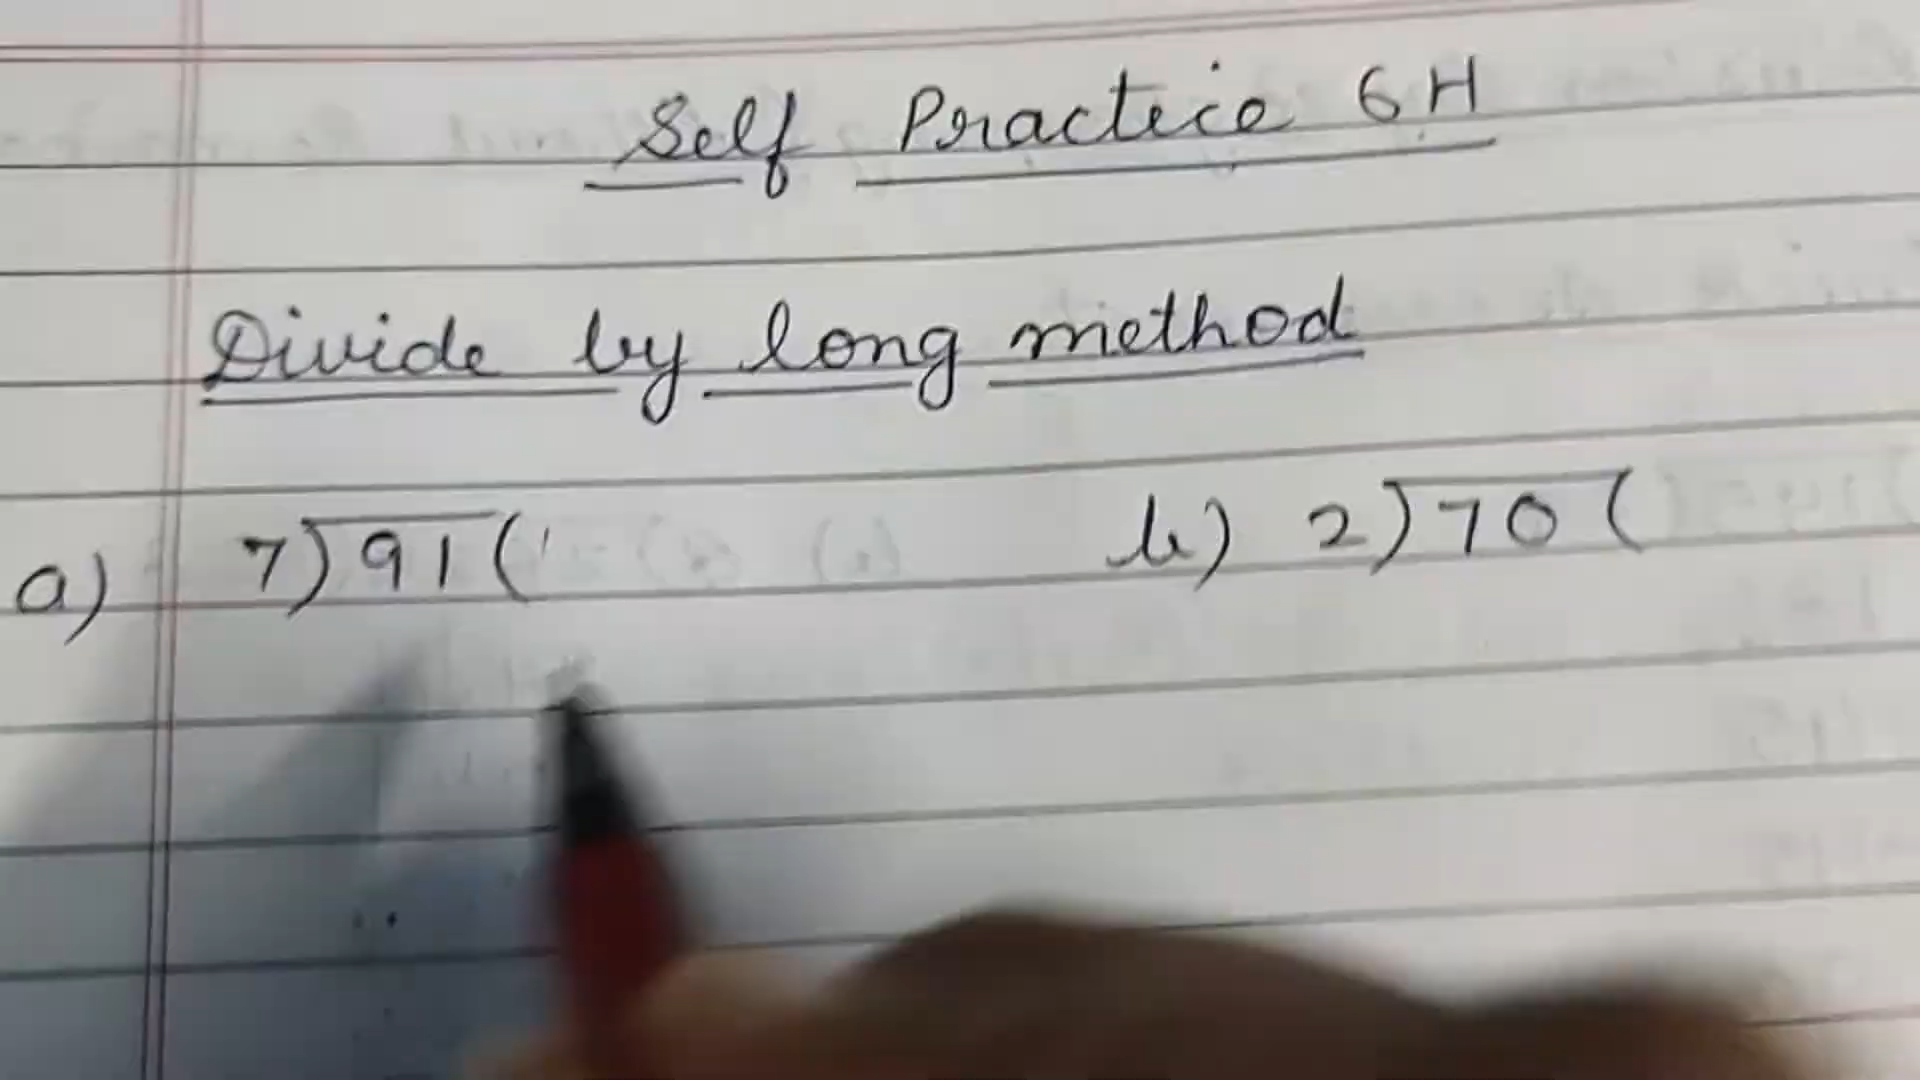 Self Practice 6H
Divide by long method
a) 7)91(
b) 2)70(